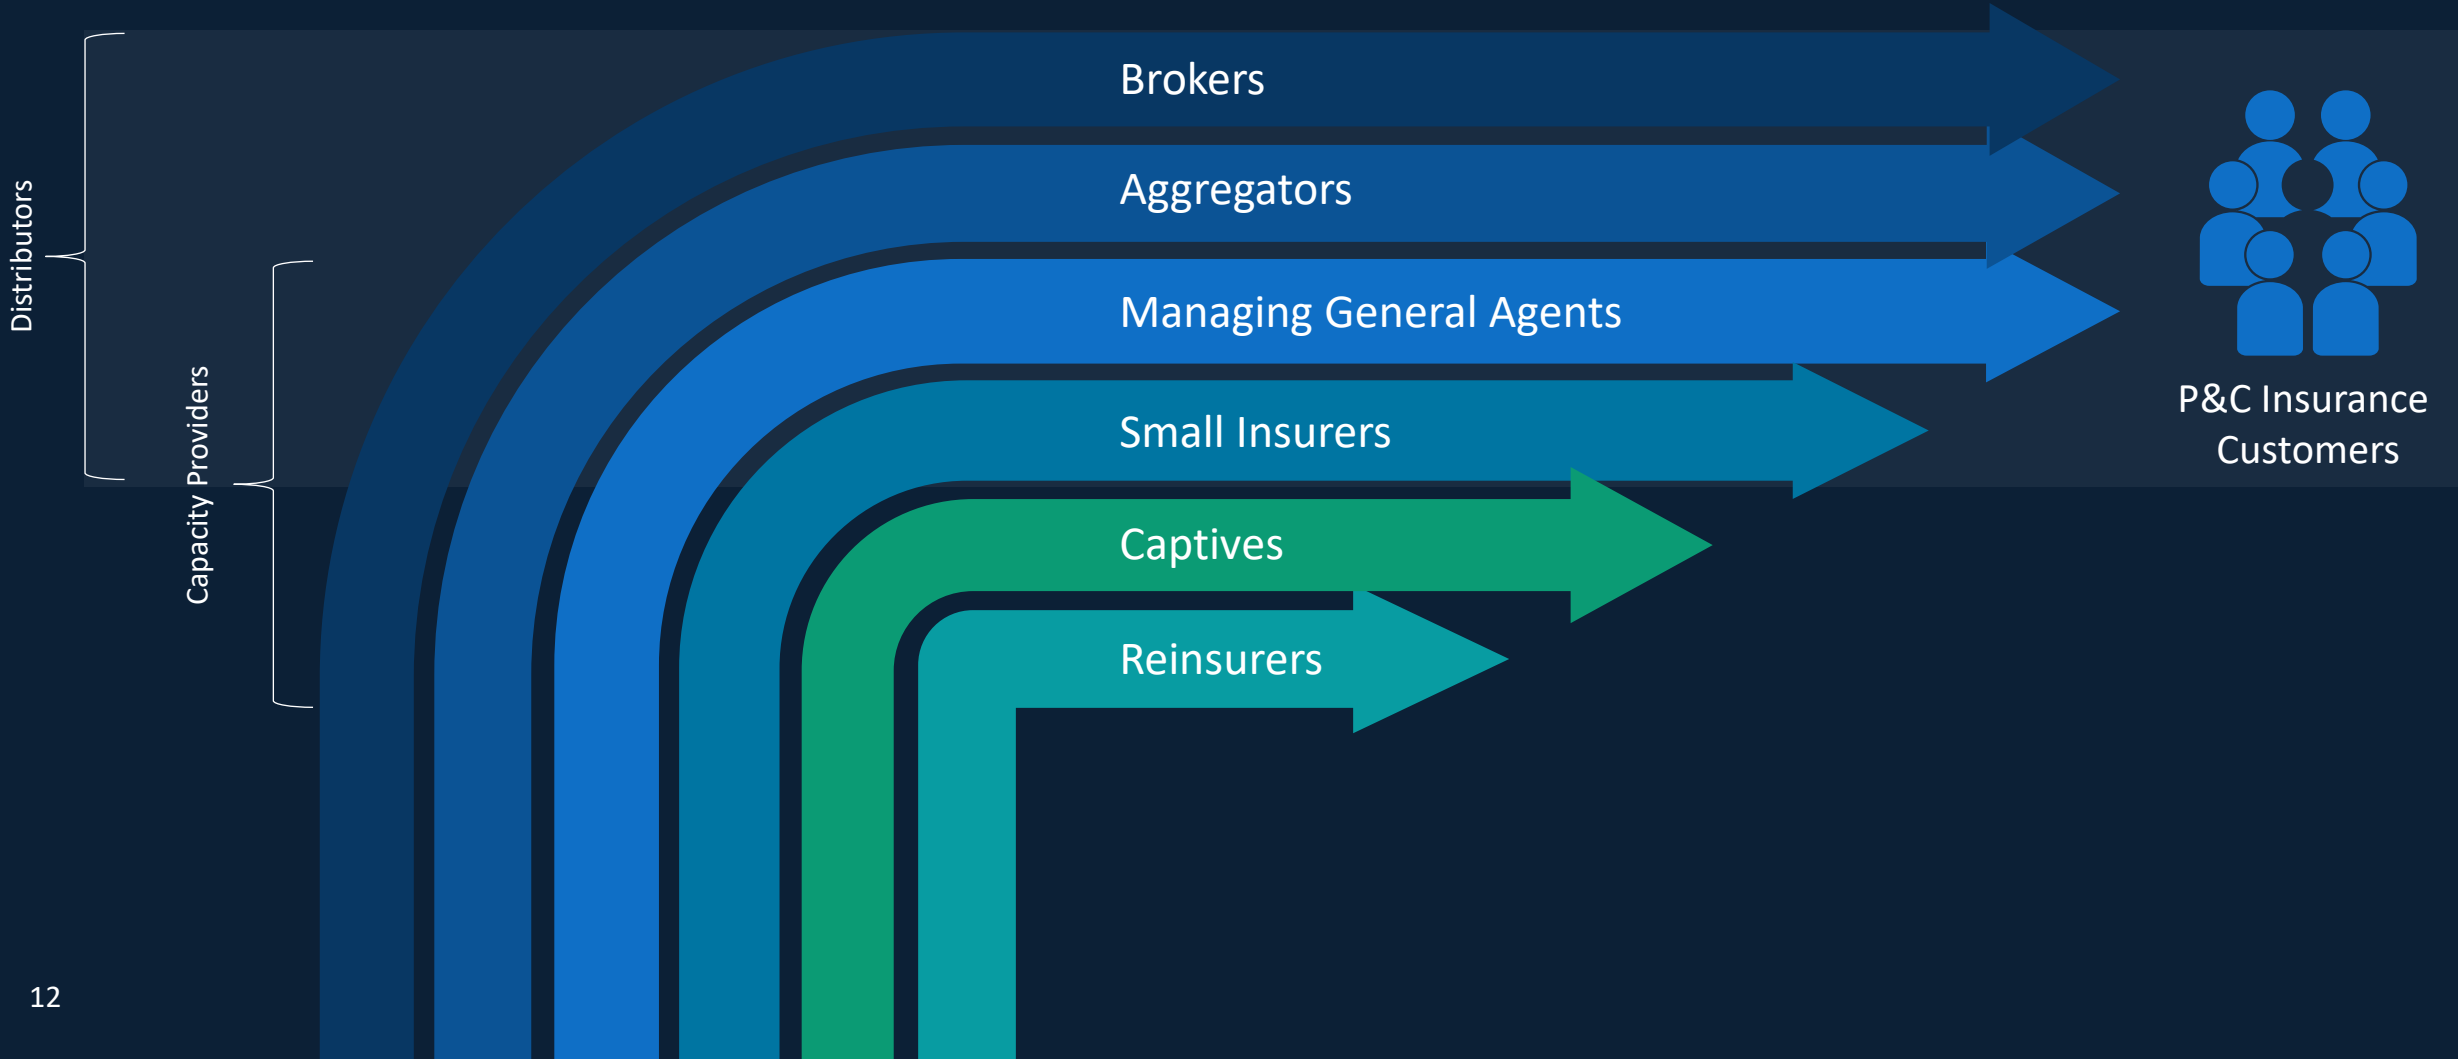 Distributors
Capacity Providers
Brokers
Aggregators
Managing General Agents
Small Insurers
Captives
Reinsurers
P&C Insurance
Customers
12